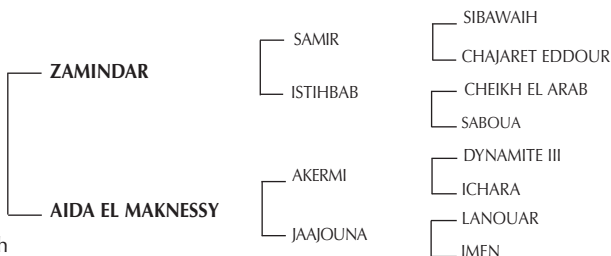 SIBAWAIH
SAMIR
CHAJARET EDDOUR
ZAMINDAR
CHEIKH EL ARAB
ISTIHBAB
SABOUA
DYNAMITE III
AKERMI
ICHARA
AIDA EL MAKNESSY
LANOUAR
JAAJOUNA
h
IMEN